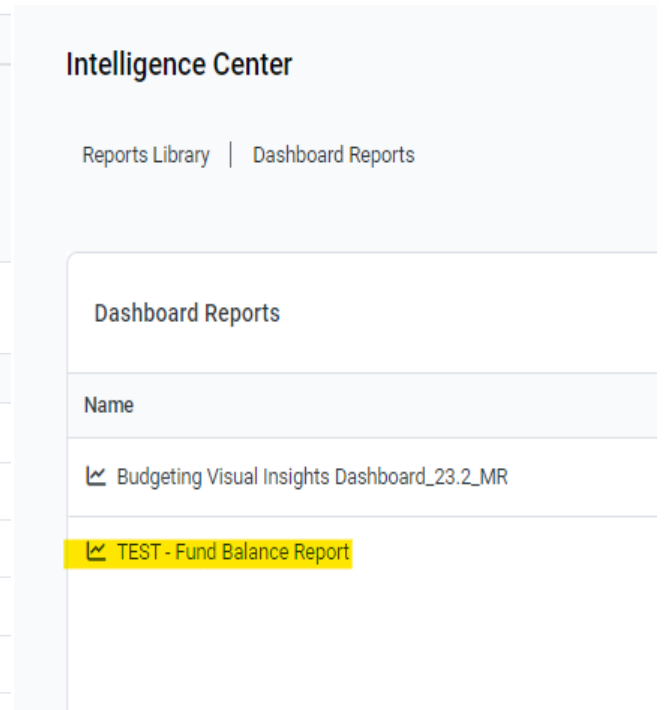 Intelligence Center
Reports Library | Dashboard Reports
Dashboard Reports
Name
Budgeting Visual Insights Dashboard_23.2_MR
TEST - Fund Balance Report